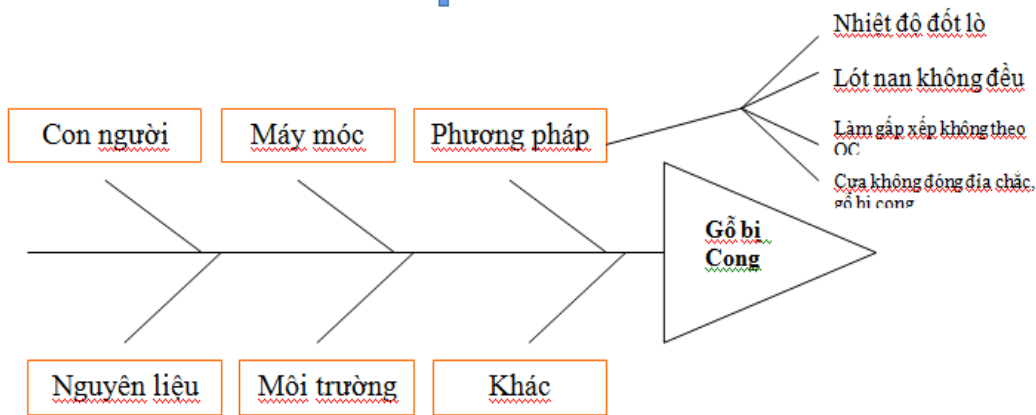 Nhiệt độ đốt lò
Lót nan không đều
Làm gấp xếp không theo
QC
Cưa không đóng đỉa chắc,
gỗ bị cong
Con người
Máy móc
Phương pháp
Gỗ bị
Cong
Nguyên liệu
Môi trường
Khác